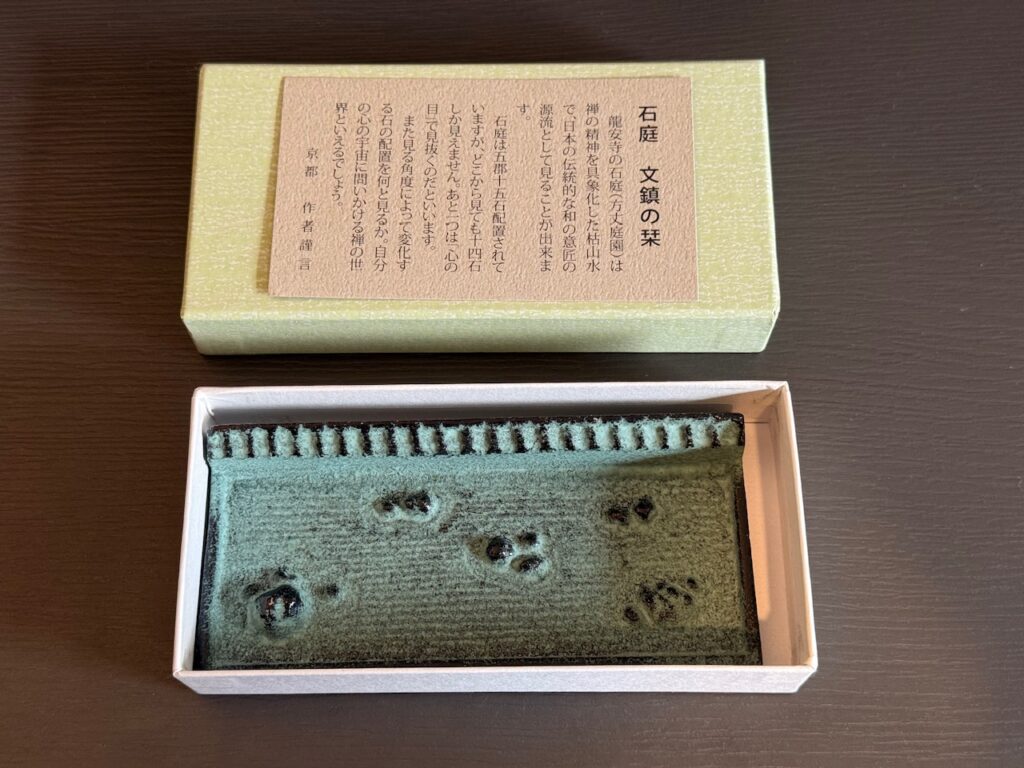 石庭　文鎮の栞
龍安寺の石庭(方丈庭園)は
禅の精神を具象化した枯山水
で、日本の伝統的な和の意匠の
源流として見ることが出来ま
す。
石庭は五郡十五石配置されて
いますが、どこから見ても十四石
しか見えません。あと一つは「心の
目」で見抜くのだといいます。
また見る角度によって変化す
る石の配置を何と見るか。自分
の心の宇宙に問いかける禅の世
界といえるでしょう。
京都　作者謹言